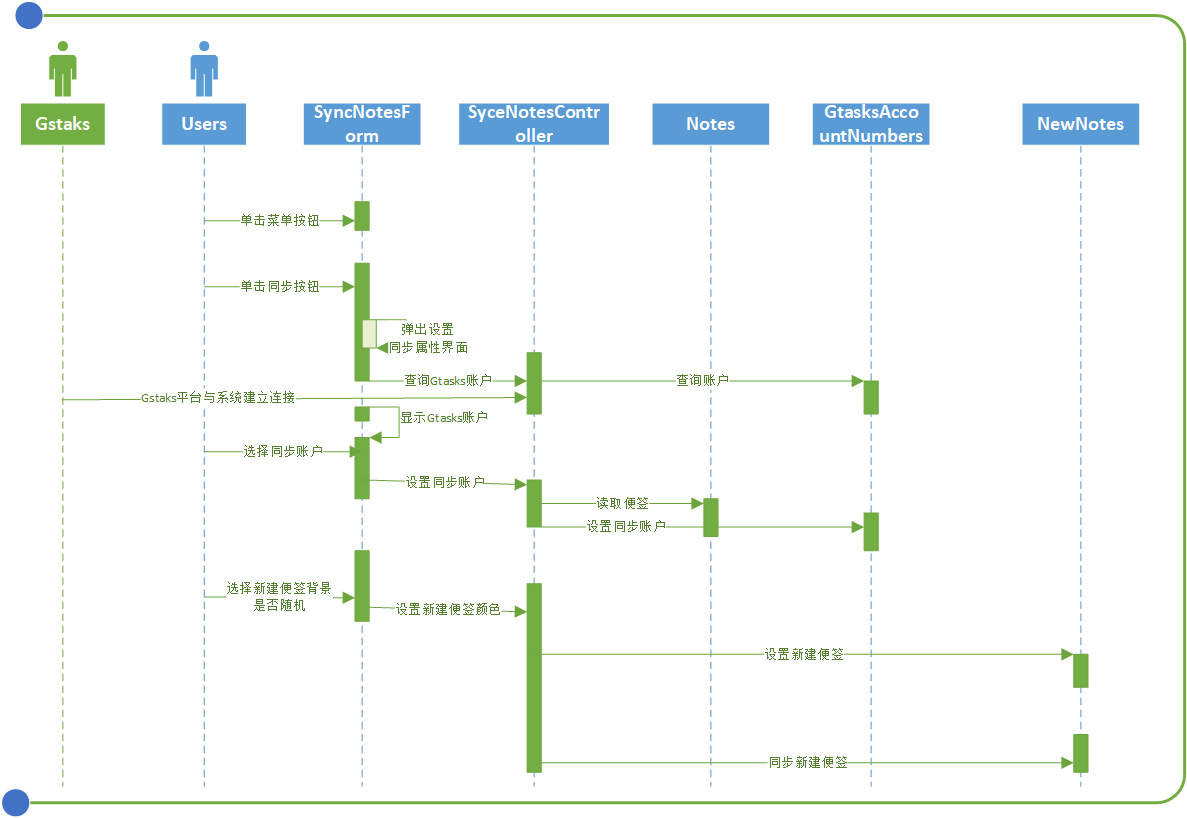 Gstaks
Users
SyncNotesF
orm
SyceNotesContr
oller
Notes
GtasksAcco
untNumbers
NewNotes
单击菜单按钮
单击同步按钮
弹出设置
同步属性界面
查询Gtasks账户
查询账户
Gstaks平台与系统建立连接
显示Gtasks账户
选择同步账户
设置同步账户
读取便签
设置同步账户
选择新建便签背景
是否随机
设置新建便签颜色
设置新建便签
同步新建便签